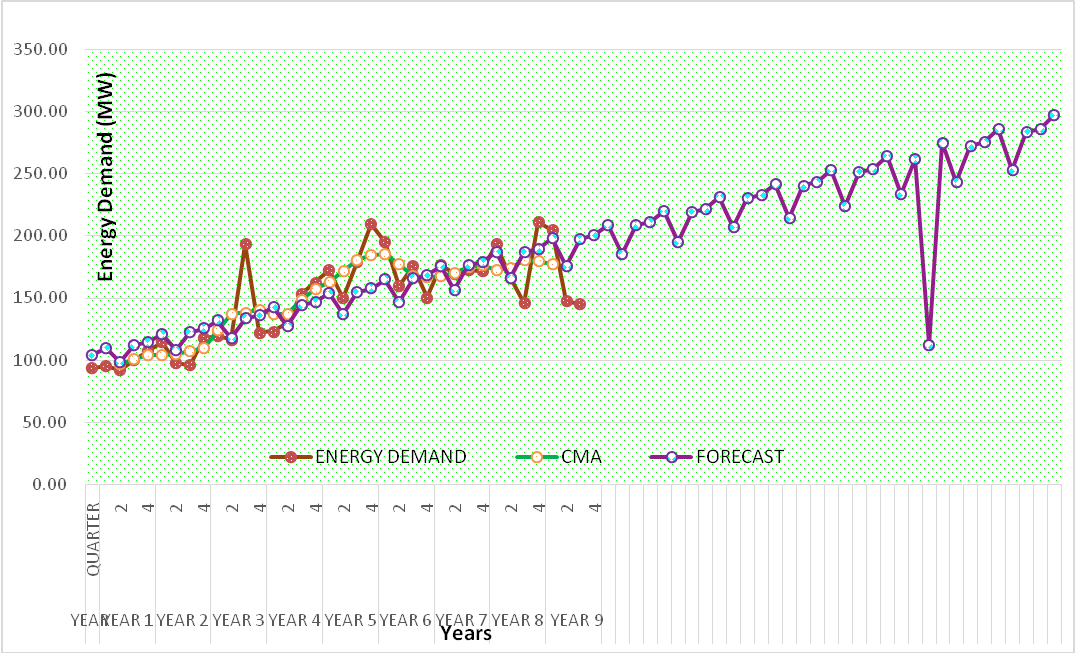 350.00
300.00
250.00
200.00
150.00
100.00
50.00
0.00
Energy Demand (MW)
ENERGY DEMAND CMA FORECAST
QUARTER 2 4 2 4 2 4 2 4 2 4 2 4 2 4 2 4 2 4
YEAR YEAR 1 YEAR 2 YEAR 3 YEAR 4 YEAR 5 YEAR 6 YEAR 7 YEAR 8 YEAR 9
Years